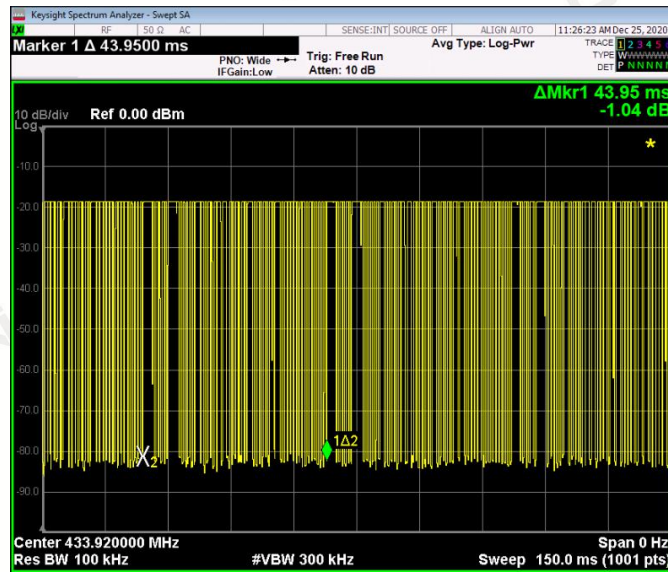 Keysight Spectrum Analyzer - Swept SA
RF 50 Ω AC SENSE:INT SOURCE OFF ALIGN AUTO 11:26:23 AM Dec 25, 2020
Marker 1 Δ 43.9500 ms
PNO: Wide
IFGain:Low
Trig: Free Run
Atten: 10 dB
Avg Type: Log-Pwr
TRACE 1 2 3 4 5
TYPE W
DET P N N N N
ΔMkr1 43.95 ms
-1.04 dB
10 dB/div Ref 0.00 dBm
Log
-10.0
-20.0
-30.0
-40.0
-50.0
-60.0
-70.0
-80.0
-90.0
X2
1Δ2
Center 433.920000 MHz
Span 0 Hz
Res BW 100 kHz
#VBW 300 kHz
Sweep 150.0 ms (1001 pts)